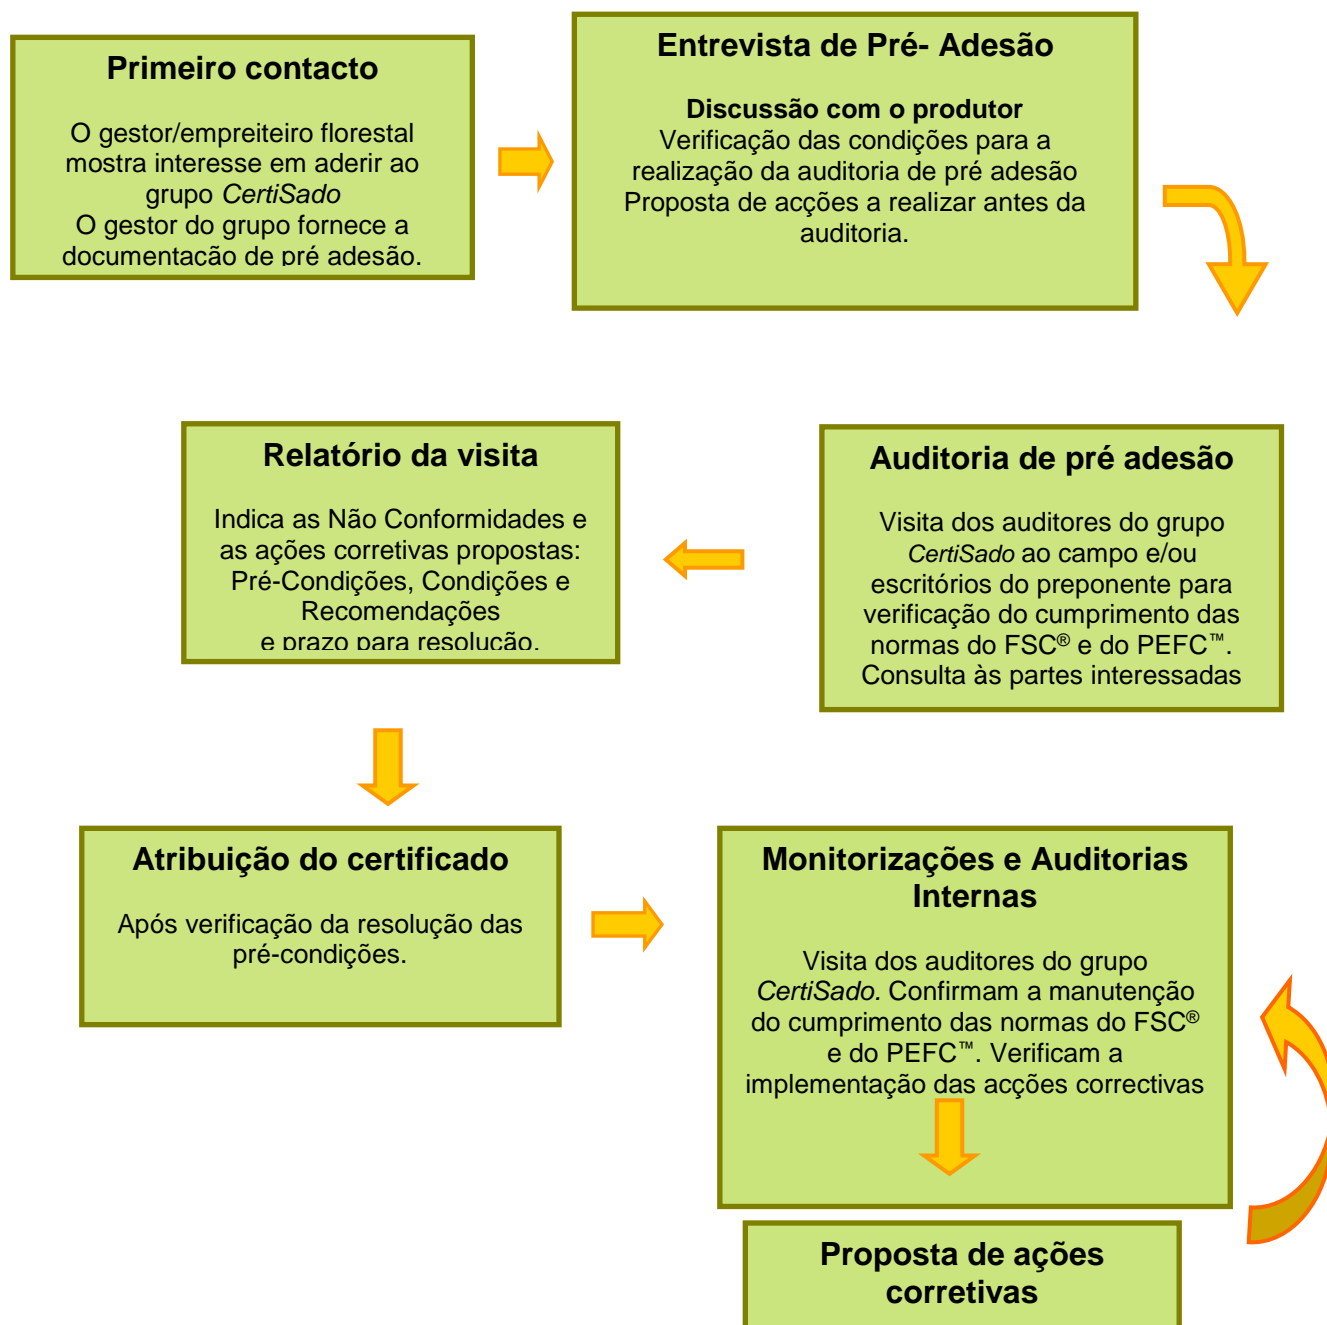 Primeiro contacto
O gestor/empreiteiro florestal
mostra interesse em aderir ao
grupo CertiSado
O gestor do grupo fornece a
documentação de pré adesão.
Entrevista de Pré- Adesão
Discussão com o produtor
Verificação das condições para a
realização da auditoria de pré adesão
Proposta de acções a realizar antes da
auditoria.
Auditoria de pré adesão
Visita dos auditores do grupo
CertiSado ao campo e/ou
escritórios do preponente para
verificação do cumprimento das
normas do FSC® e do PEFC™.
Consulta às partes interessadas
Relatório da visita
Indica as Não Conformidades e
as ações corretivas propostas:
Pré-Condições, Condições e
Recomendações
e prazo para resolução.
Atribuição do certificado
Após verificação da resolução das
pré-condições.
Monitorizações e Auditorias
Internas
Visita dos auditores do grupo
CertiSado. Confirmam a manutenção
do cumprimento das normas do FSC®
e do PEFC™. Verificam a
implementação das acções correctivas
Proposta de ações
corretivas